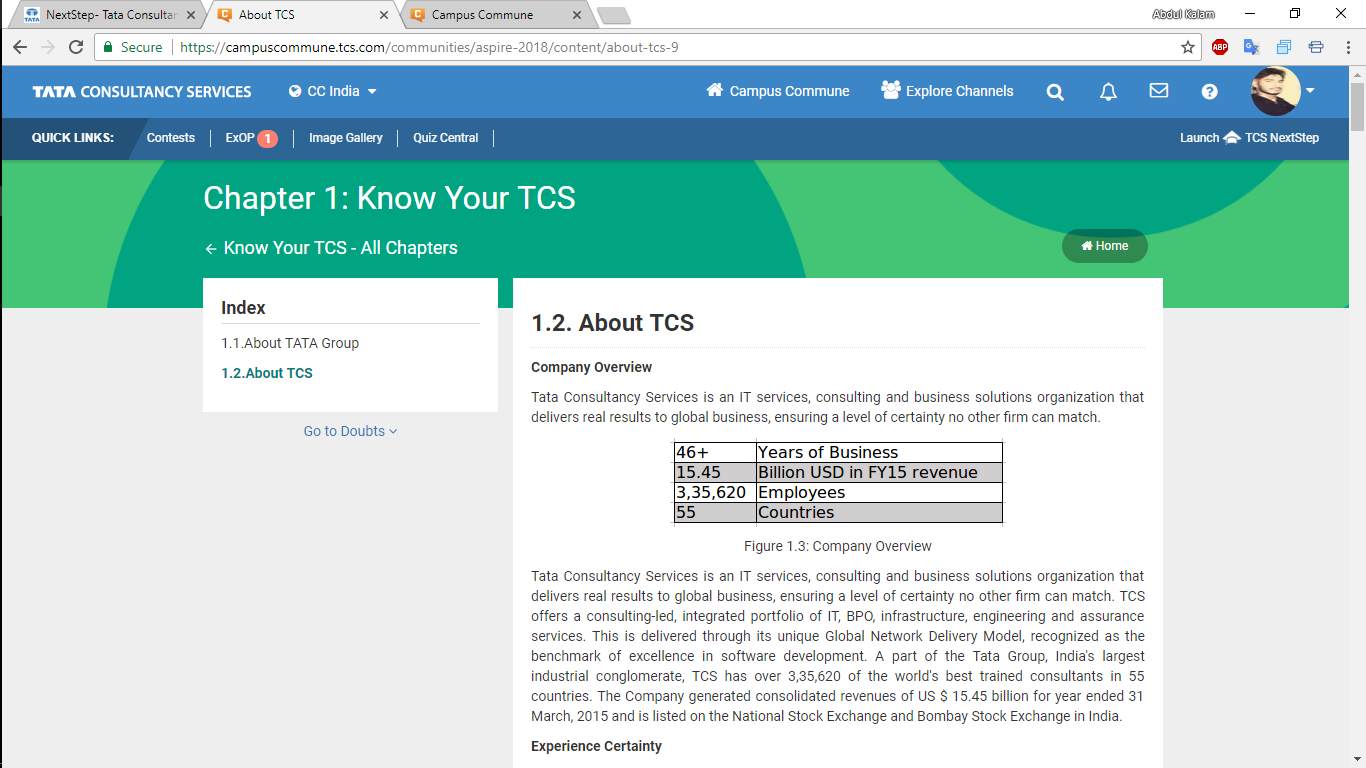 NextStep- Tata Consultan
About TCS
Campus Commune
Abdul Kalam
Secure
https://campuscommune.tcs.com/communities/aspire-2018/content/about-tcs-9
ABP
TATA CONSULTANCY SERVICES
CC India
Campus Commune
Explore Channels
QUICK LINKS:
Contests
ExOP 1
Image Gallery
Quiz Central
Launch TCS NextStep
Chapter 1: Know Your TCS
← Know Your TCS - All Chapters
Home
Index
1.1.About TATA Group
1.2.About TCS
Go to Doubts
1.2. About TCS
Company Overview
Tata Consultancy Services is an IT services, consulting and business solutions organization that
delivers real results to global business, ensuring a level of certainty no other firm can match.
46+ Years of Business
15.45 Billion USD in FY15 revenue
3,35,620 Employees
55 Countries
Figure 1.3: Company Overview
Tata Consultancy Services is an IT services, consulting and business solutions organization that
delivers real results to global business, ensuring a level of certainty no other firm can match. TCS
offers a consulting-led, integrated portfolio of IT, BPO, infrastructure, engineering and assurance
services. This is delivered through its unique Global Network Delivery Model, recognized as the
benchmark of excellence in software development. A part of the Tata Group, India's largest
industrial conglomerate, TCS has over 3,35,620 of the world's best trained consultants in 55
countries. The Company generated consolidated revenues of US $ 15.45 billion for year ended 31
March, 2015 and is listed on the National Stock Exchange and Bombay Stock Exchange in India.
Experience Certainty